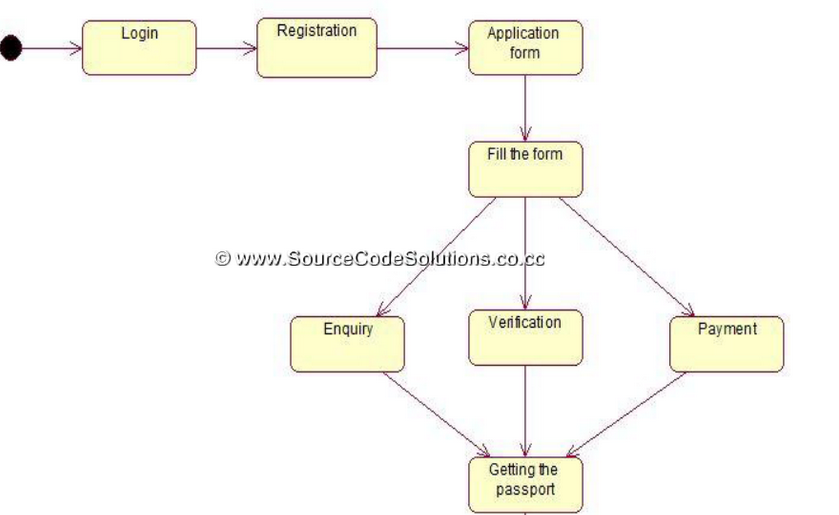 Login
Registration
Application
form
Fill the form
© www.SourceCodeSolutions.co.cc
Enquiry
Verification
Payment
Getting the
passport